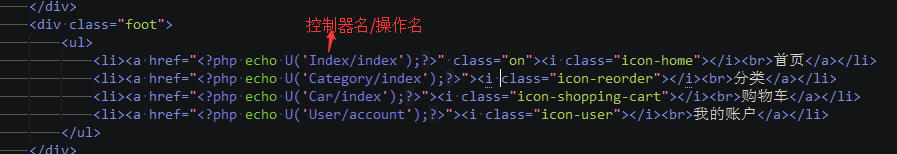 </div>
<div class="foot">
控制器名/操作名
<ul>
<li><a href="<?php echo U('Index/index');?>" class="on"><i class="icon-home"></i><br>首页</a></li>
<li><a href="<?php echo U('Category/index');?>"><i class="icon-reorder"></i><br>分类</a></li>
<li><a href="<?php echo U('Car/index');?>"><i class="icon-shopping-cart"></i><br>购物车</a></li>
<li><a href="<?php echo U('User/account');?>"><i class="icon-user"></i><br>我的账户</a></li>
</ul>
</div>